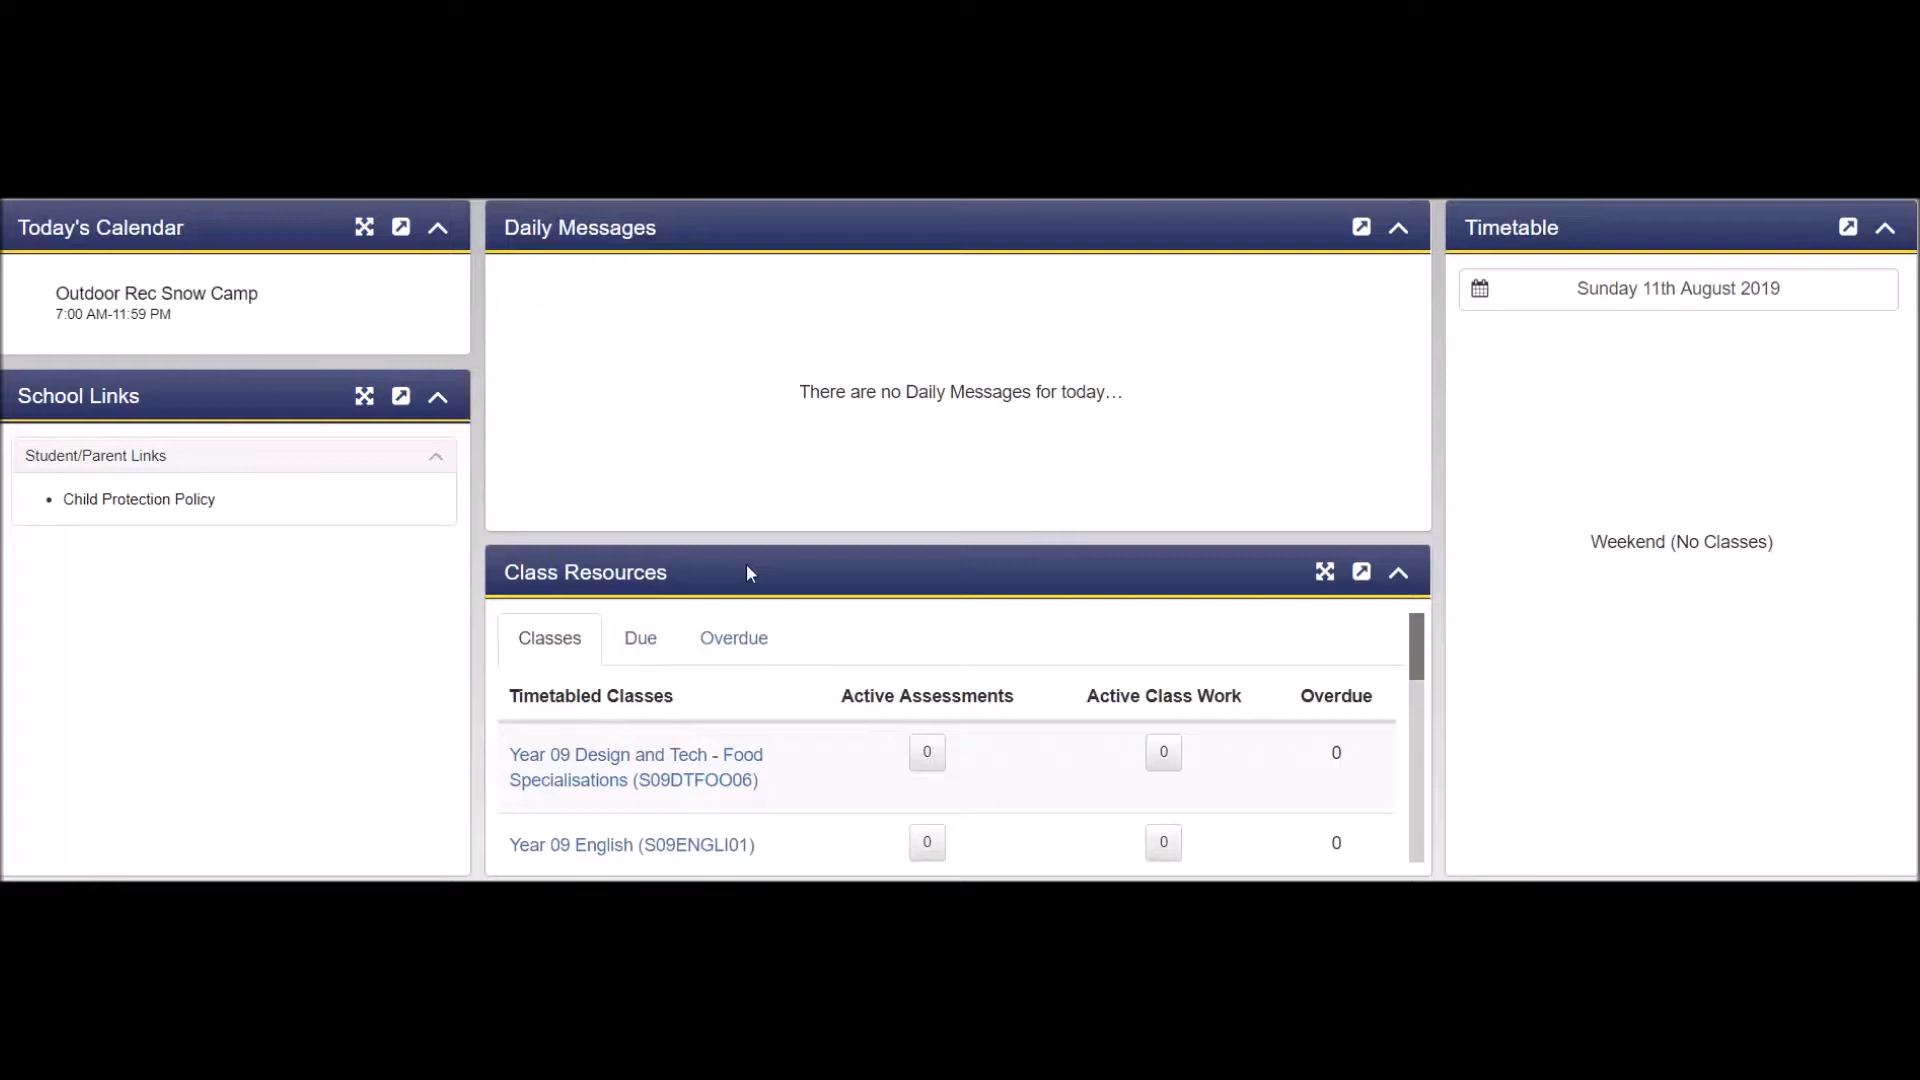 Today's Calendar
Outdoor Rec Snow Camp
7:00 AM-11:59 PM
School Links
Student/Parent Links
• Child Protection Policy
Daily Messages
There are no Daily Messages for today…
Class Resources
Classes Due Overdue
Timetabled Classes Active Assessments Active Class Work Overdue
Year 09 Design and Tech - Food 0 0 0
Specialisations (S09DTFOO06)
Year 09 English (S09ENGLI01) 0 0 0
Timetable
Sunday 11th August 2019
Weekend (No Classes)